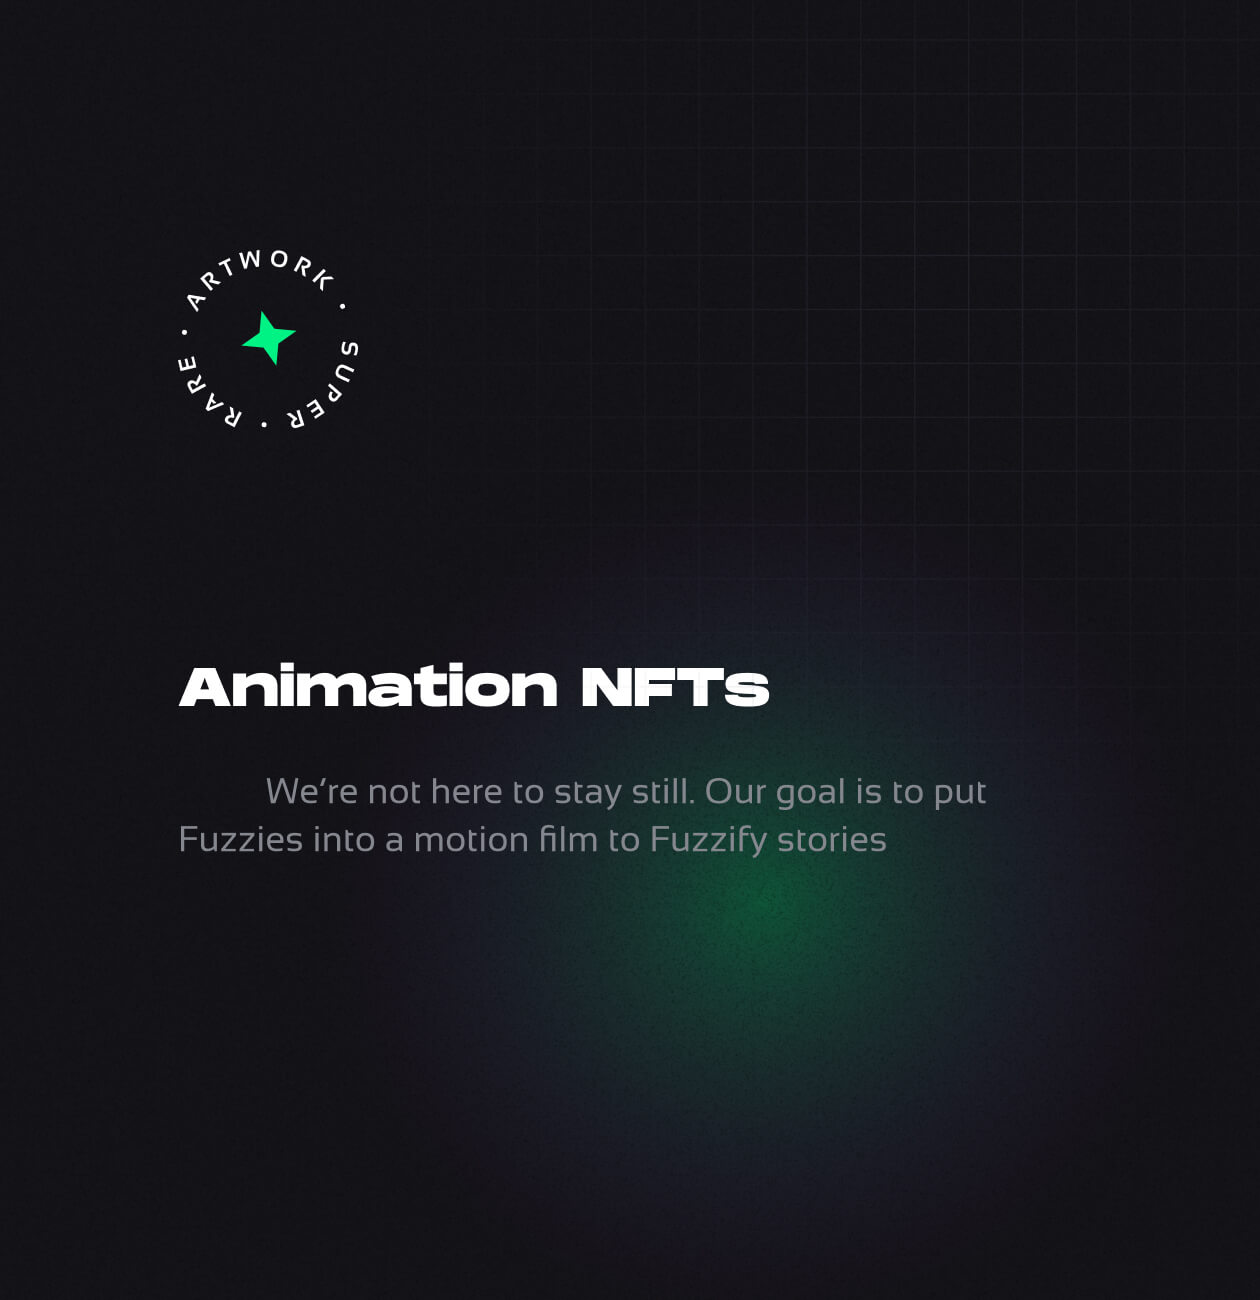 ARTWORK • SUPER • RARE •
Animation NFTs
We’re not here to stay still. Our goal is to put
Fuzzies into a motion film to Fuzzify stories